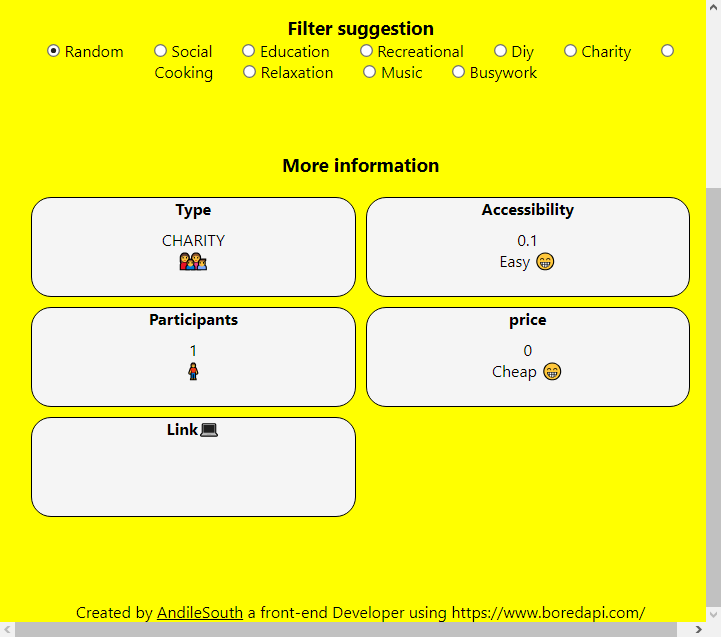 Filter suggestion
Random Social Education Recreational Diy Charity
Cooking Relaxation Music Busywork
More information
Type
CHARITY
Accessibility
0.1
Easy 😁
Participants
1
price
0
Cheap 😁
Link💻
Created by AndileSouth a front-end Developer using https://www.boredapi.com/